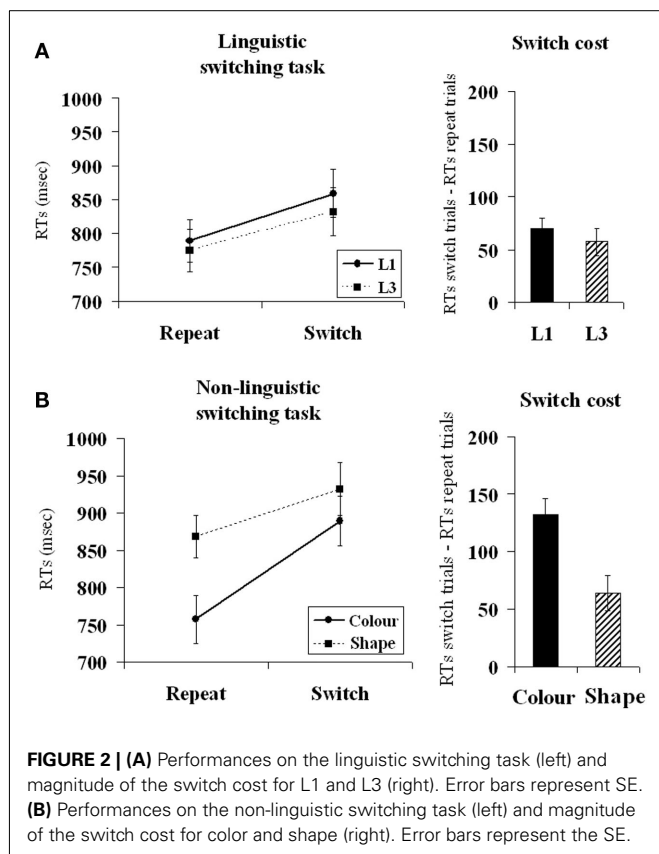 A
Linguistic
switching task
1000
950
900
850
800
750
700
RTs (msec)
L1
L3
Repeat
Switch
Switch cost
200
150
100
50
0
RTs switch trials - RTs repeat trials
L1
L3
B
Non-linguistic
switching task
1000
950
900
850
800
750
700
RTs (msec)
Colour
Shape
Repeat
Switch
Switch cost
200
150
100
50
0
RTs switch trials - RTs repeat trials
Colour
Shape
FIGURE 2 | (A) Performances on the linguistic switching task (left) and
magnitude of the switch cost for L1 and L3 (right). Error bars represent SE.
(B) Performances on the non-linguistic switching task (left) and magnitude
of the switch cost for color and shape (right). Error bars represent the SE.